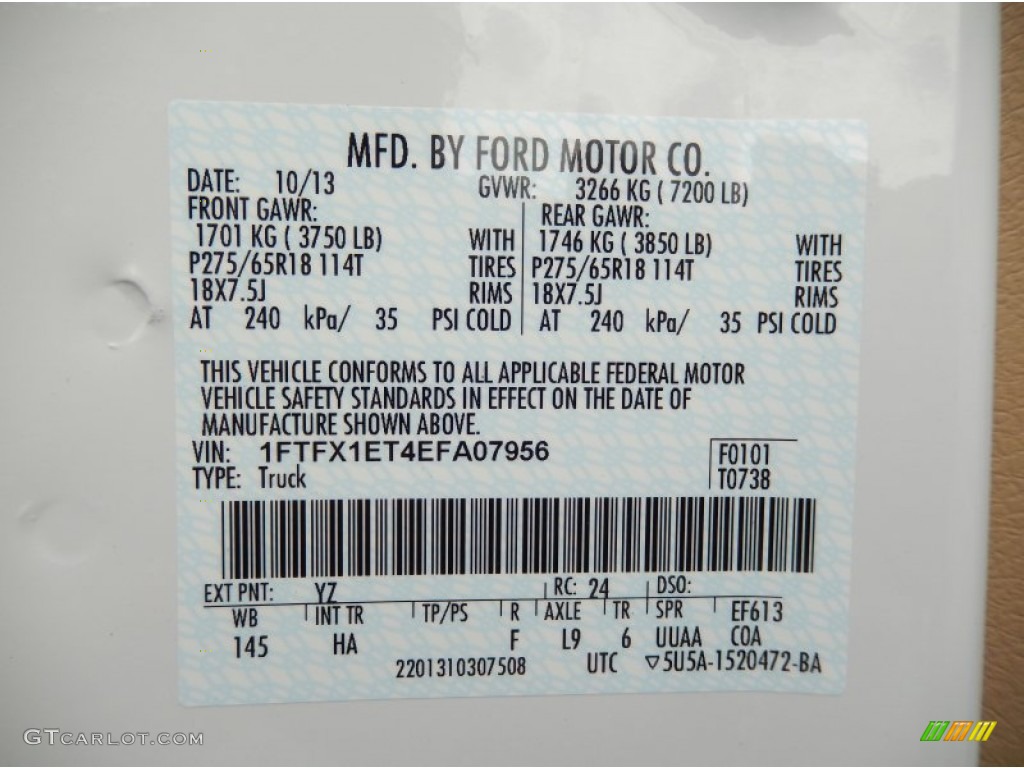 MFD. BY FORD MOTOR CO.
DATE: 10/13 GVWR: 3266 KG ( 7200 LB)
FRONT GAWR: REAR GAWR:
1701 KG ( 3750 LB) WITH 1746 KG ( 3850 LB) WITH
P275/65R18 114T TIRES P275/65R18 114T TIRES
18X7.5J RIMS 18X7.5J RIMS
AT 240 kPa/ 35 PSI COLD AT 240 kPa/ 35 PSI COLD
THIS VEHICLE CONFORMS TO ALL APPLICABLE FEDERAL MOTOR
VEHICLE SAFETY STANDARDS IN EFFECT ON THE DATE OF
MANUFACTURE SHOWN ABOVE.
VIN: 1FTFX1ET4EFA07956 F0101
TYPE: Truck T0738
EXT PNT: YZ RC: 24 DSO:
WB INT TR TP/PS R AXLE TR SPR EF613
145 HA F L9 6 UUAA COA
2201310307508 UTC ▽5U5A-1520472-BA
GTCARLOT.COM